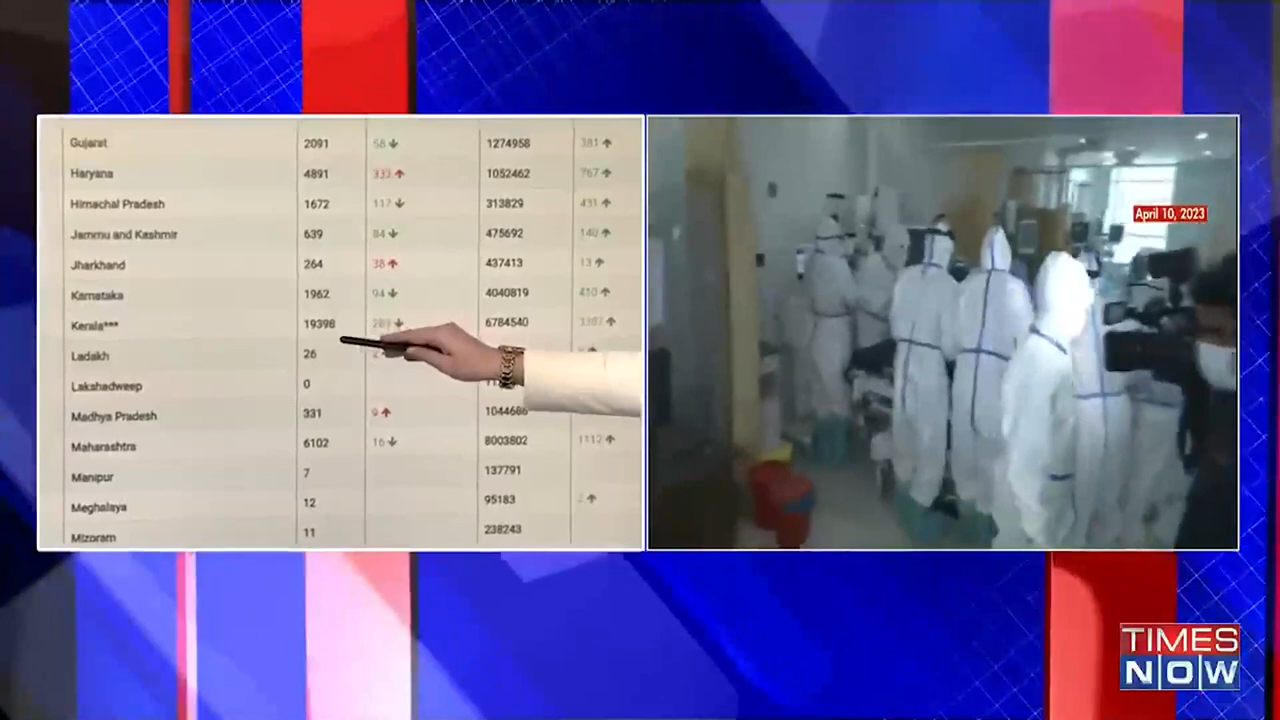 Gujarat 2091 58 ↓ 1274958 381 ↑
Haryana 4891 333 ↑ 1052462 767 ↑
Himachal Pradesh 1672 117 ↓ 313829 431 ↑
Jammu and Kashmir 639 84 ↓ 475692 140 ↑
Jharkhand 264 38 ↑ 437413 13 ↑
Karnataka 1962 94 ↓ 4040819 410 ↑
Kerala*** 19398 289 ↓ 6784540 ↑
Ladakh 26
Lakshadweep 0
Madhya Pradesh 331 9 ↑ 1044686
Maharashtra 6102 16 ↓ 8003802 1112 ↑
Manipur 7 137791
Meghalaya 12 95183 2 ↑
Mizoram 11 238243
April 10, 2023
TIMES
NOW